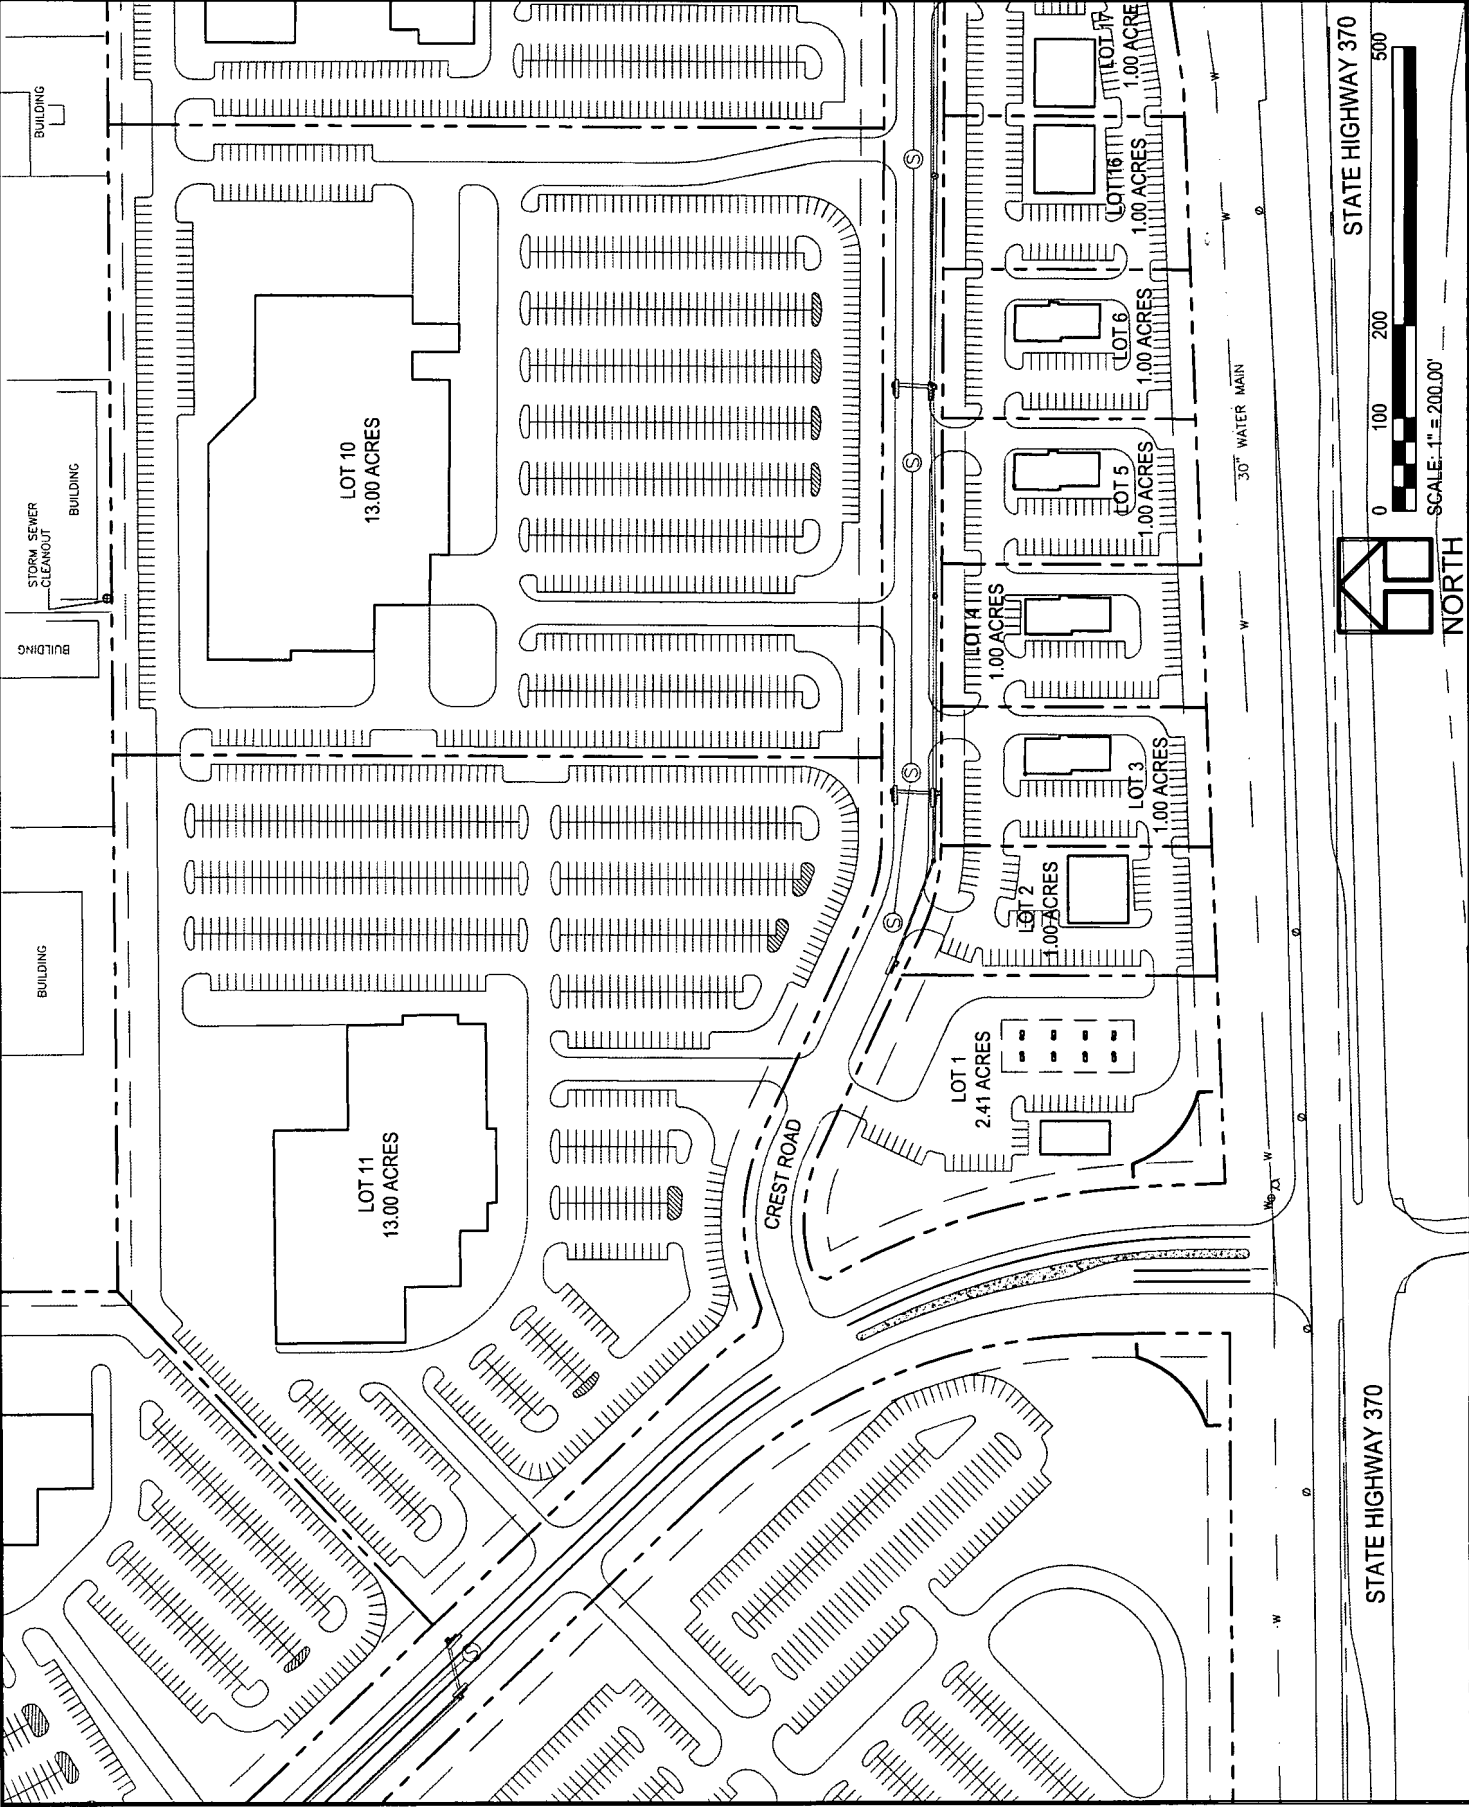 BUILDING
STORM SEWER
CLEANOUT
BUILDING
BUILDING
BUILDING
LOT 10
13.00 ACRES
LOT 11
13.00 ACRES
CREST ROAD
LOT 17
1.00 ACRE
LOT 16
1.00 ACRES
LOT 6
1.00 ACRES
LOT 5
1.00 ACRES
LOT 4
1.00 ACRES
LOT 3
1.00 ACRES
LOT 2
1.00 ACRES
LOT 1
2.41 ACRES
S
S
S
S
S
W
W
30" WATER MAIN
W
W
W
W
STATE HIGHWAY 370
STATE HIGHWAY 370
0 100 200 500
SCALE: 1" = 200.00'
NORTH